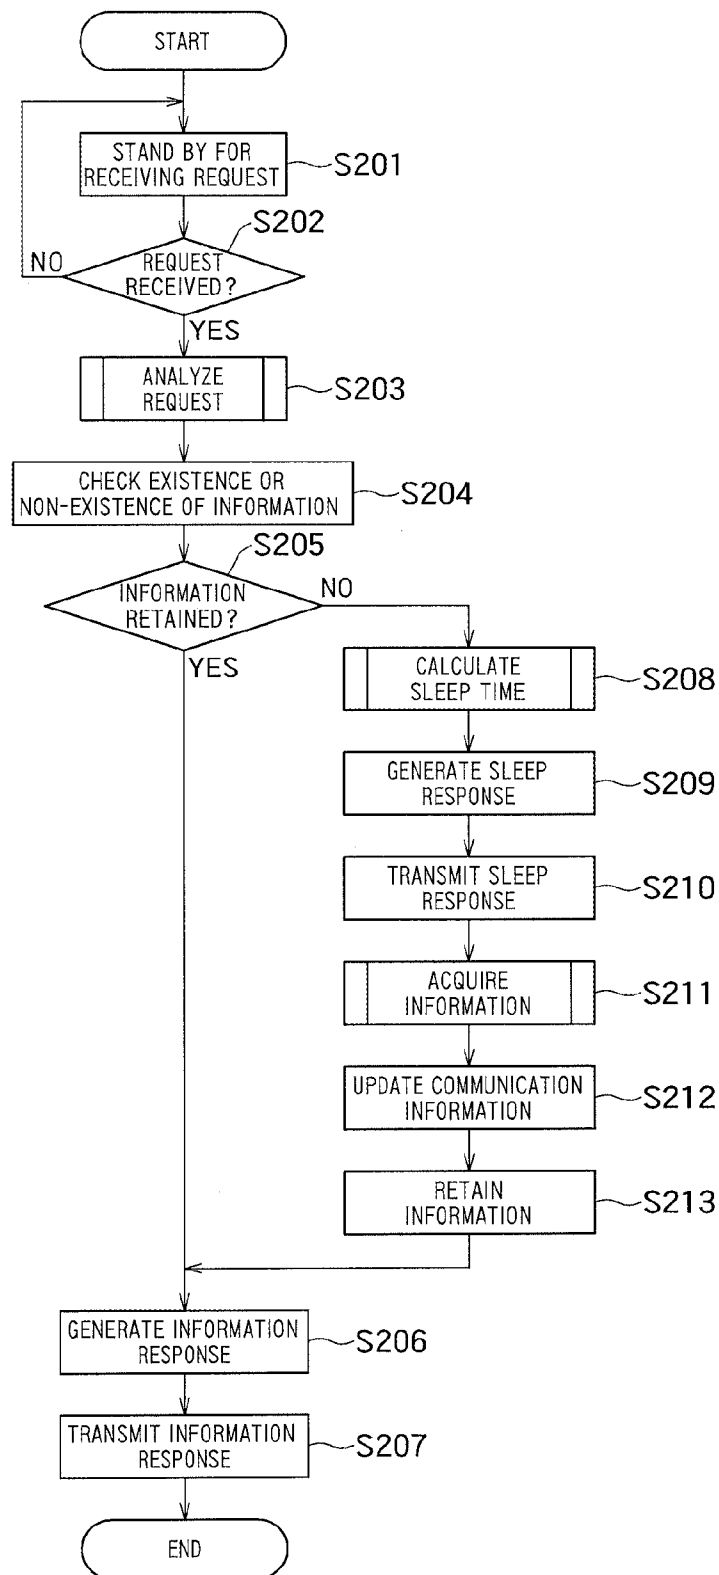 START
STAND BY FOR
RECEIVING REQUEST
S201
S202
REQUEST
RECEIVED?
NO
YES
ANALYZE
REQUEST
S203
CHECK EXISTENCE OR
NON-EXISTENCE OF INFORMATION
S204
S205
INFORMATION
RETAINED?
NO
YES
CALCULATE
SLEEP TIME
S208
GENERATE SLEEP
RESPONSE
S209
TRANSMIT SLEEP
RESPONSE
S210
ACQUIRE
INFORMATION
S211
UPDATE COMMUNICATION
INFORMATION
S212
RETAIN
INFORMATION
S213
GENERATE INFORMATION
RESPONSE
S206
TRANSMIT INFORMATION
RESPONSE
S207
END